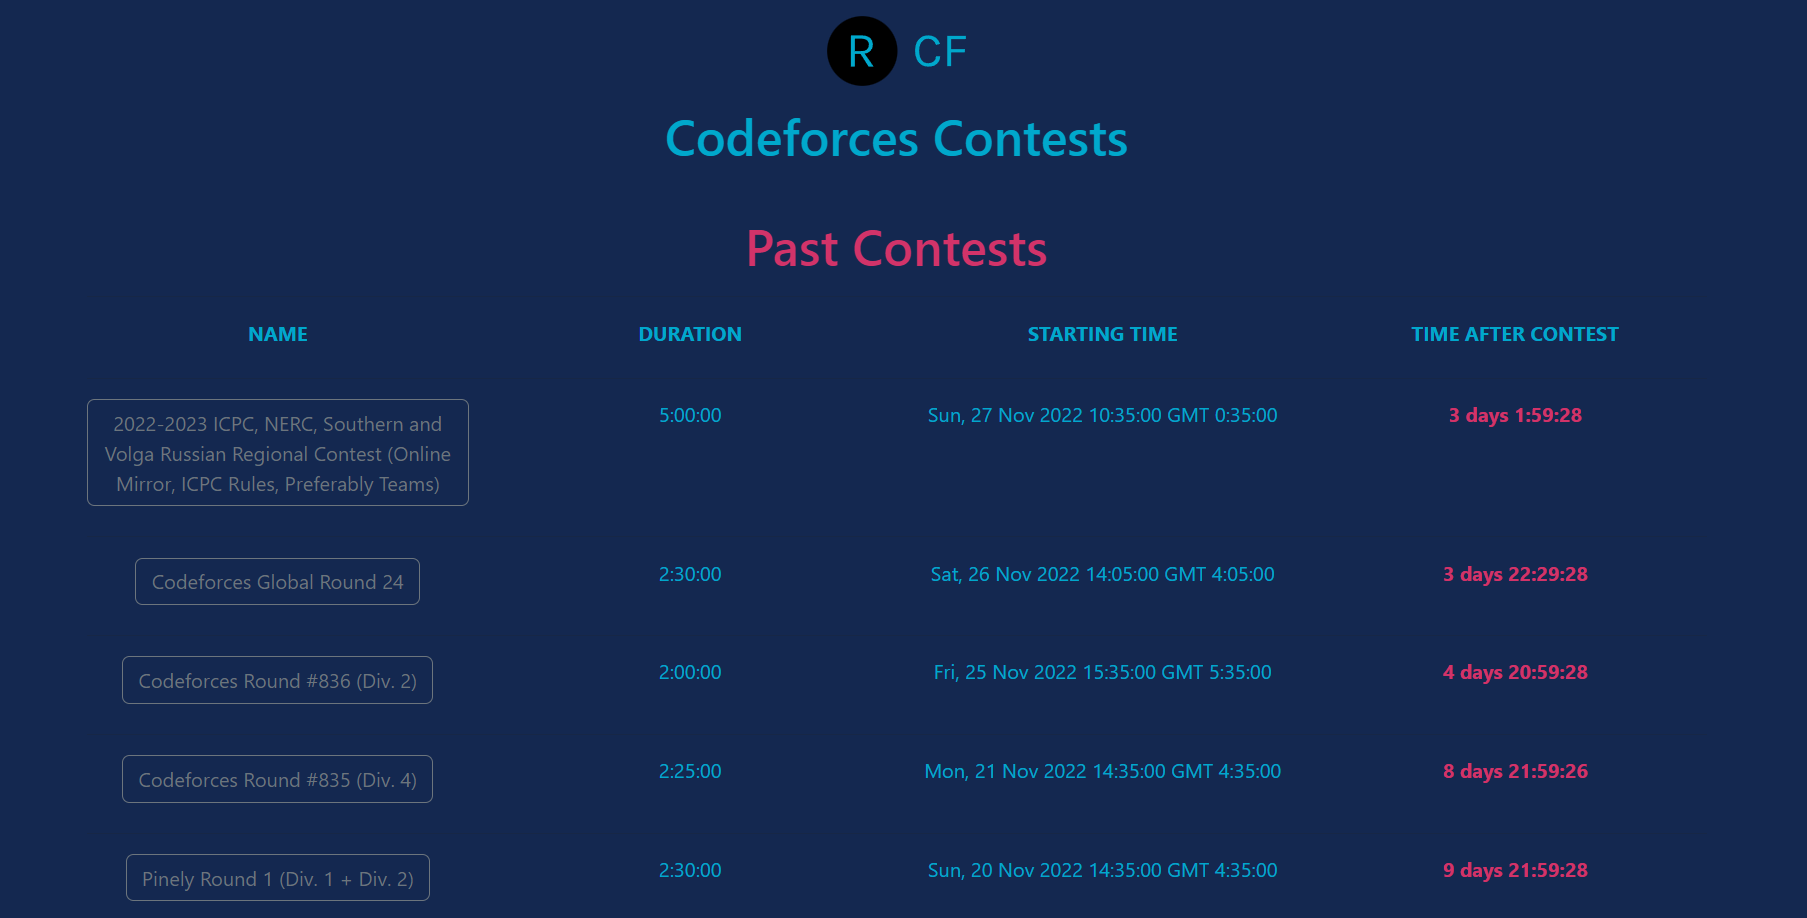 R CF
Codeforces Contests
Past Contests
NAME DURATION STARTING TIME TIME AFTER CONTEST
2022-2023 ICPC, NERC, Southern and
Volga Russian Regional Contest (Online
Mirror, ICPC Rules, Preferably Teams)
5:00:00 Sun, 27 Nov 2022 10:35:00 GMT 0:35:00 3 days 1:59:28
Codeforces Global Round 24 2:30:00 Sat, 26 Nov 2022 14:05:00 GMT 4:05:00 3 days 22:29:28
Codeforces Round #836 (Div. 2) 2:00:00 Fri, 25 Nov 2022 15:35:00 GMT 5:35:00 4 days 20:59:28
Codeforces Round #835 (Div. 4) 2:25:00 Mon, 21 Nov 2022 14:35:00 GMT 4:35:00 8 days 21:59:26
Pinely Round 1 (Div. 1 + Div. 2) 2:30:00 Sun, 20 Nov 2022 14:35:00 GMT 4:35:00 9 days 21:59:28